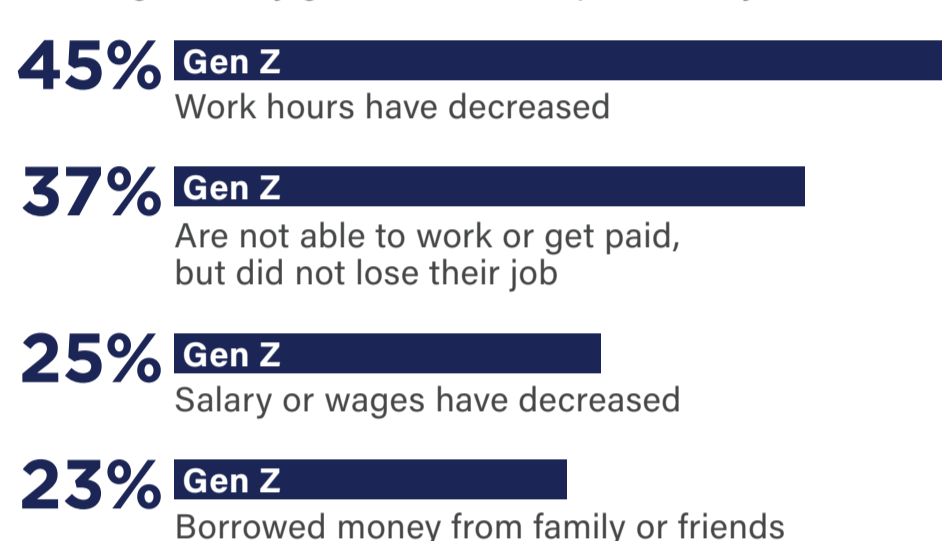 45% Gen Z
Work hours have decreased
37% Gen Z
Are not able to work or get paid,
but did not lose their job
25% Gen Z
Salary or wages have decreased
23% Gen Z
Borrowed money from family or friends